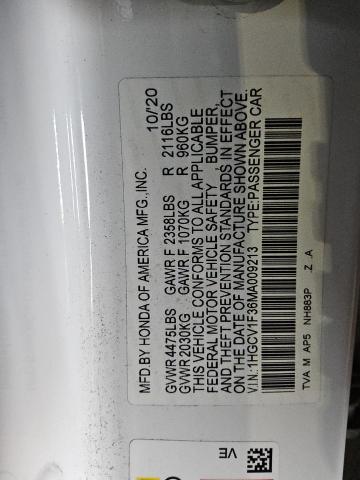 MFD.BY HONDA OF AMERICA MFG.,INC. 10/'20
GVWR 4475LBS GAWR F 2358LBS R 2116LBS
GVWR 2030KG GAWR F 1070KG R 960KG
THIS VEHICLE CONFORMS TO ALL APPLICABLE
FEDERAL MOTOR VEHICLE SAFETY BUMPER,
AND THEFT PREVENTION STANDARDS IN EFFECT
ON THE DATE OF MANUFACTURE SHOWN ABOVE.
V.I.N.:1HGCV1F36MA009213 TYPE:PASSENGER CAR
TVA M AP5 NH883P Z .A
VE